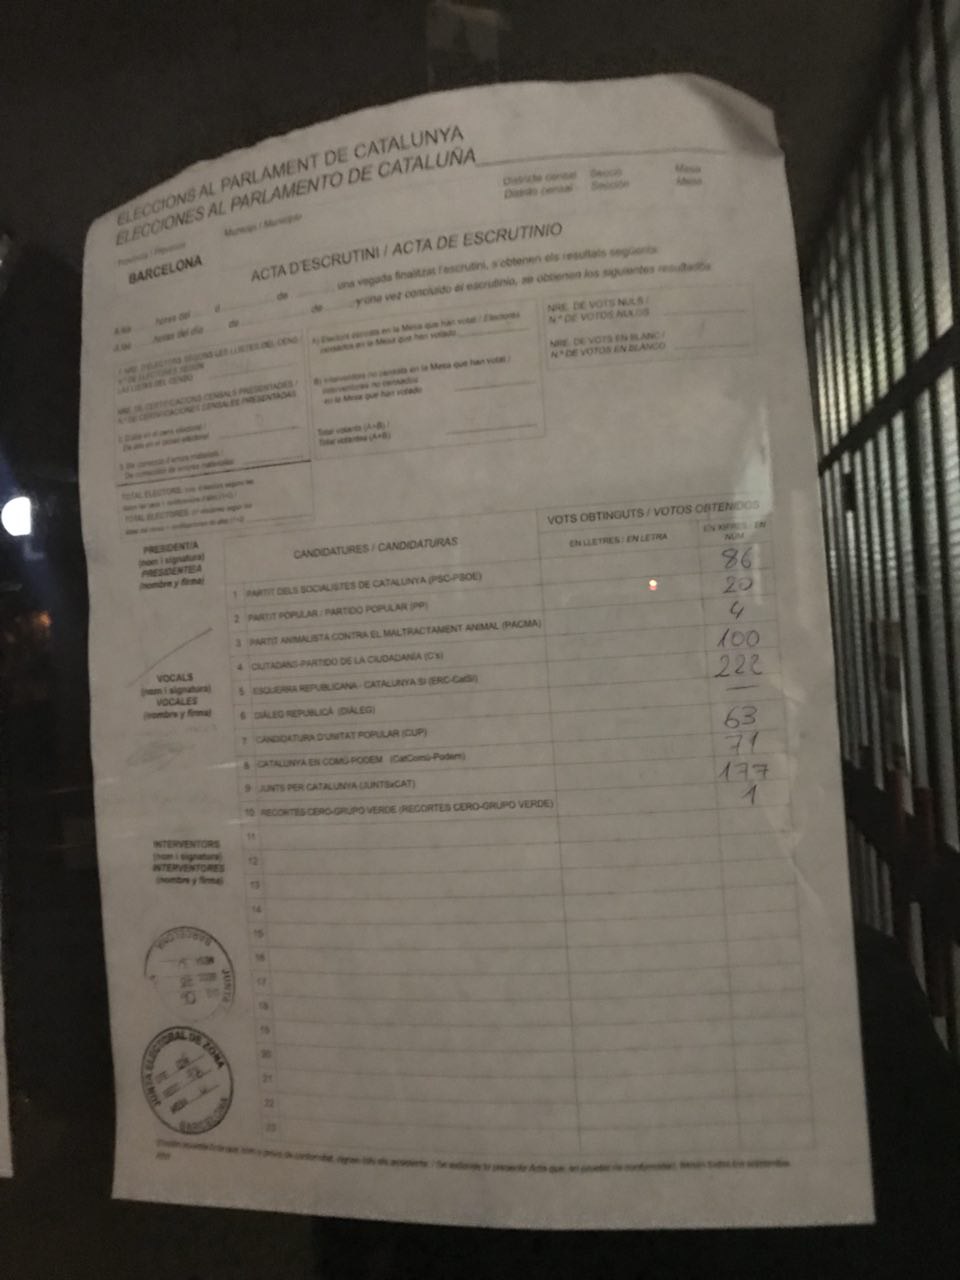 ELECCIONS AL PARLAMENT DE CATALUNYA
ELECCIONES AL PARLAMENTO DE CATALUÑA
Districte censal Secció Mesa
Distrito censal Sección Mesa
Província / Provincia Municipi / Municipio
BARCELONA
ACTA D'ESCRUTINI / ACTA DE ESCRUTINIO
A les hores del d de una vegada finalitzat l'escrutini, s'obtenen els resultats següents:
A las horas del día de de y una vez concluido el escrutinio, se obtienen los siguientes resultados
1. NRE. D'ELECTORS SEGONS LES LLISTES DEL CENS
N.º DE ELECTORES SEGÚN
LAS LISTAS DEL CENSO
NRE. DE CERTIFICACIONS CENSALS PRESENTADES /
N.º DE CERTIFICACIONES CENSALES PRESENTADAS
2. D'alta en el cens electoral /
De alta en el censo electoral
3. De correcció d'errors materials /
De corrección de errores materiales
TOTAL ELECTORS:
TOTAL ELECTORES:
A) Electors censats en la Mesa que han votat / Electores
censados en la Mesa que han votado
B) Interventors no censats en la Mesa que han votat /
Interventores no censados
en la Mesa que han votado
Total votants (A+B) /
Total votantes (A+B)
NRE. DE VOTS NULS /
N.º DE VOTOS NULOS
NRE. DE VOTS EN BLANC /
N.º DE VOTOS EN BLANCO
PRESIDENT/A
(nom i signatura)
PRESIDENTE/A
(nombre y firma)
VOCALS
(nom i signatura)
VOCALES
(nombre y firma)
INTERVENTORS
(nom i signatura)
INTERVENTORES
(nombre y firma)
CANDIDATURES / CANDIDATURAS
VOTS OBTINGUTS / VOTOS OBTENIDOS
EN LLETRES : EN LETRA
EN XIFRES : EN NÚM
1 PARTIT DELS SOCIALISTES DE CATALUNYA (PSC-PSOE) 86
2 PARTIT POPULAR / PARTIDO POPULAR (PP) 20
3 PARTIT ANIMALISTA CONTRA EL MALTRACTAMENT ANIMAL (PACMA) 4
4 CIUTADANS-PARTIDO DE LA CIUDADANÍA (C's) 100
5 ESQUERRA REPUBLICANA - CATALUNYA SÍ (ERC-CatSí) 222
6 DIÀLEG REPUBLICÀ (DIÀLEG) —
7 CANDIDATURA D'UNITAT POPULAR (CUP) 63
8 CATALUNYA EN COMÚ-PODEM (CatComú-Podem) 71
9 JUNTS PER CATALUNYA (JUNTSxCAT) 177
10 RECORTES CERO-GRUPO VERDE (RECORTES CERO-GRUPO VERDE) 1
11
12
13
14
15
16
17
18
19
20
21
22
23
BARCELONA
JUNTA
JUNTA ELECTORAL DE ZONA
BARCELONA